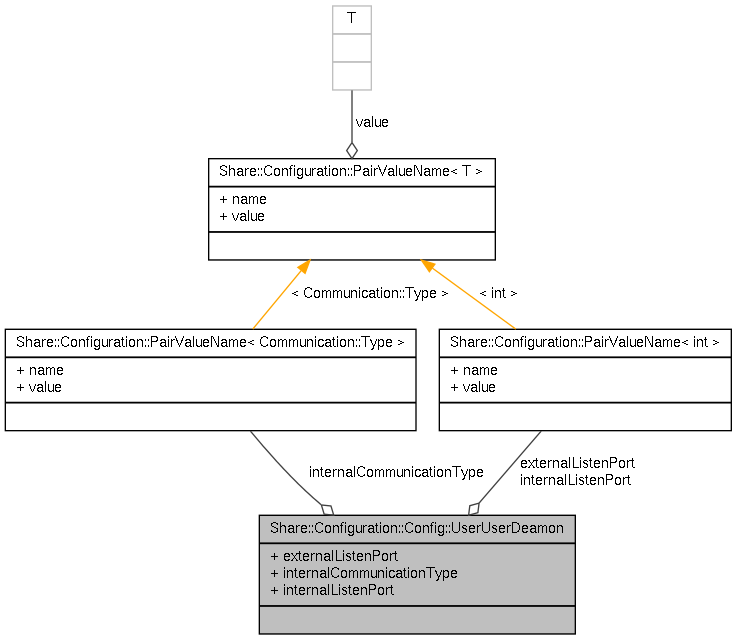 T
value
Share::Configuration::PairValueName< T >
+ name
+ value
< Communication::Type >
< int >
Share::Configuration::PairValueName< Communication::Type >
+ name
+ value
Share::Configuration::PairValueName< int >
+ name
+ value
internalCommunicationType
externalListenPort
internalListenPort
Share::Configuration::Config::UserUserDeamon
+ externalListenPort
+ internalCommunicationType
+ internalListenPort